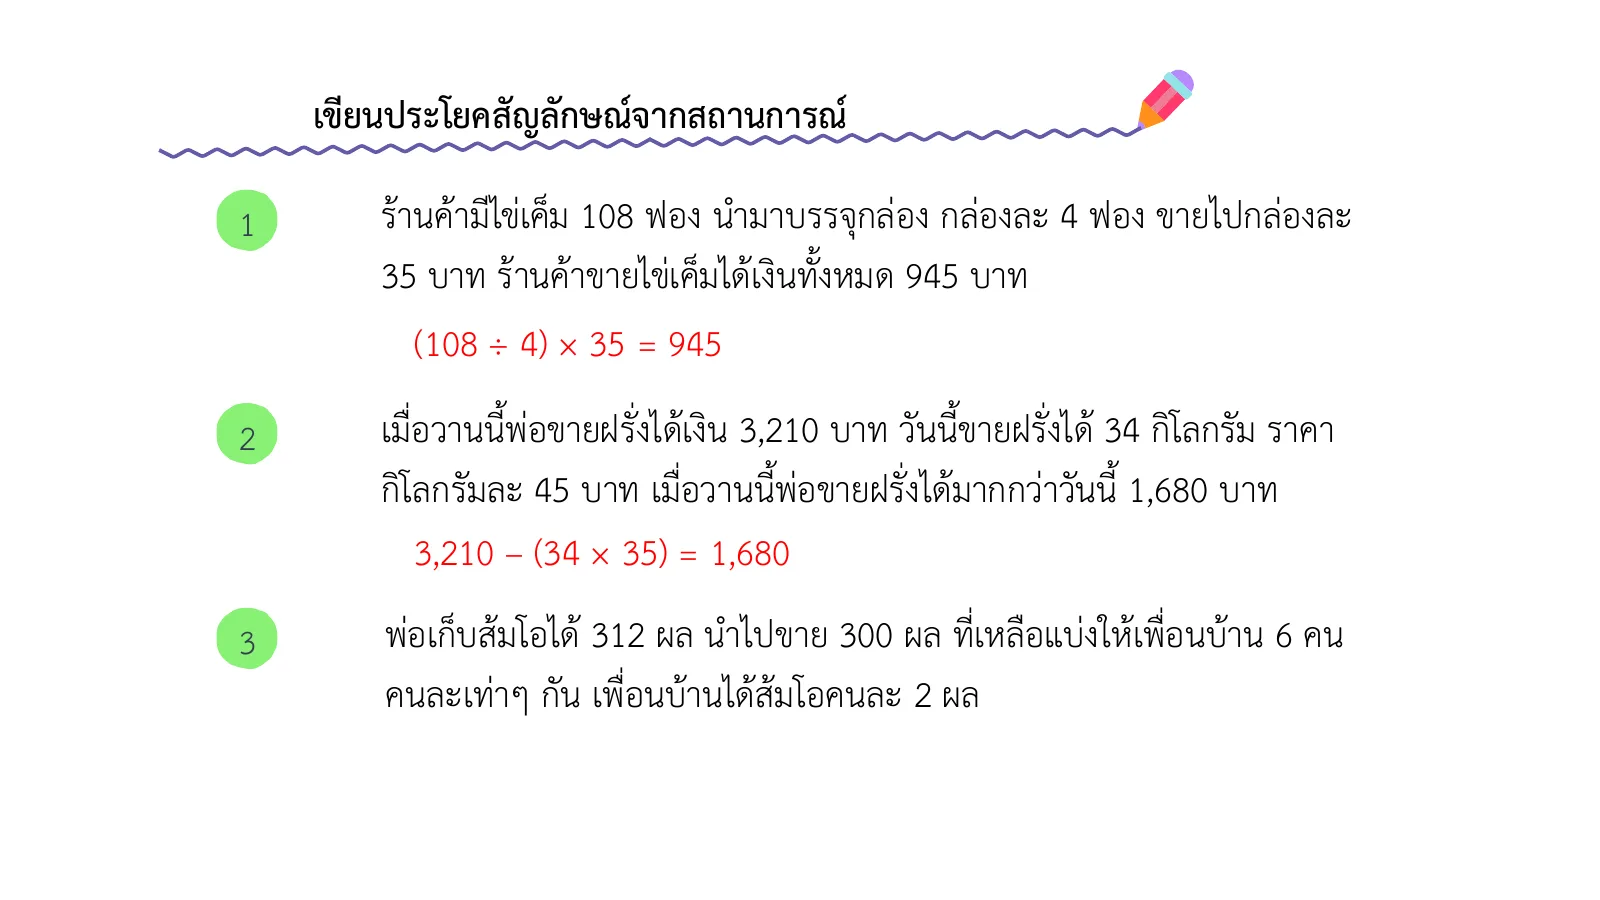 เขียนประโยคสัญลักษณ์จากสถานการณ์
1
ร้านค้ามีไข่เค็ม 108 ฟอง นำมาบรรจุกล่อง กล่องละ 4 ฟอง ขายไปกล่องละ
35 บาท ร้านค้าขายไข่เค็มได้เงินทั้งหมด 945 บาท
(108 ÷ 4) × 35 = 945
2
เมื่อวานนี้พ่อขายฝรั่งได้เงิน 3,210 บาท วันนี้ขายฝรั่งได้ 34 กิโลกรัม ราคา
กิโลกรัมละ 45 บาท เมื่อวานนี้พ่อขายฝรั่งได้มากกว่าวันนี้ 1,680 บาท
3,210 – (34 × 35) = 1,680
3
พ่อเก็บส้มโอได้ 312 ผล นำไปขาย 300 ผล ที่เหลือแบ่งให้เพื่อนบ้าน 6 คน
คนละเท่าๆ กัน เพื่อนบ้านได้ส้มโอคนละ 2 ผล